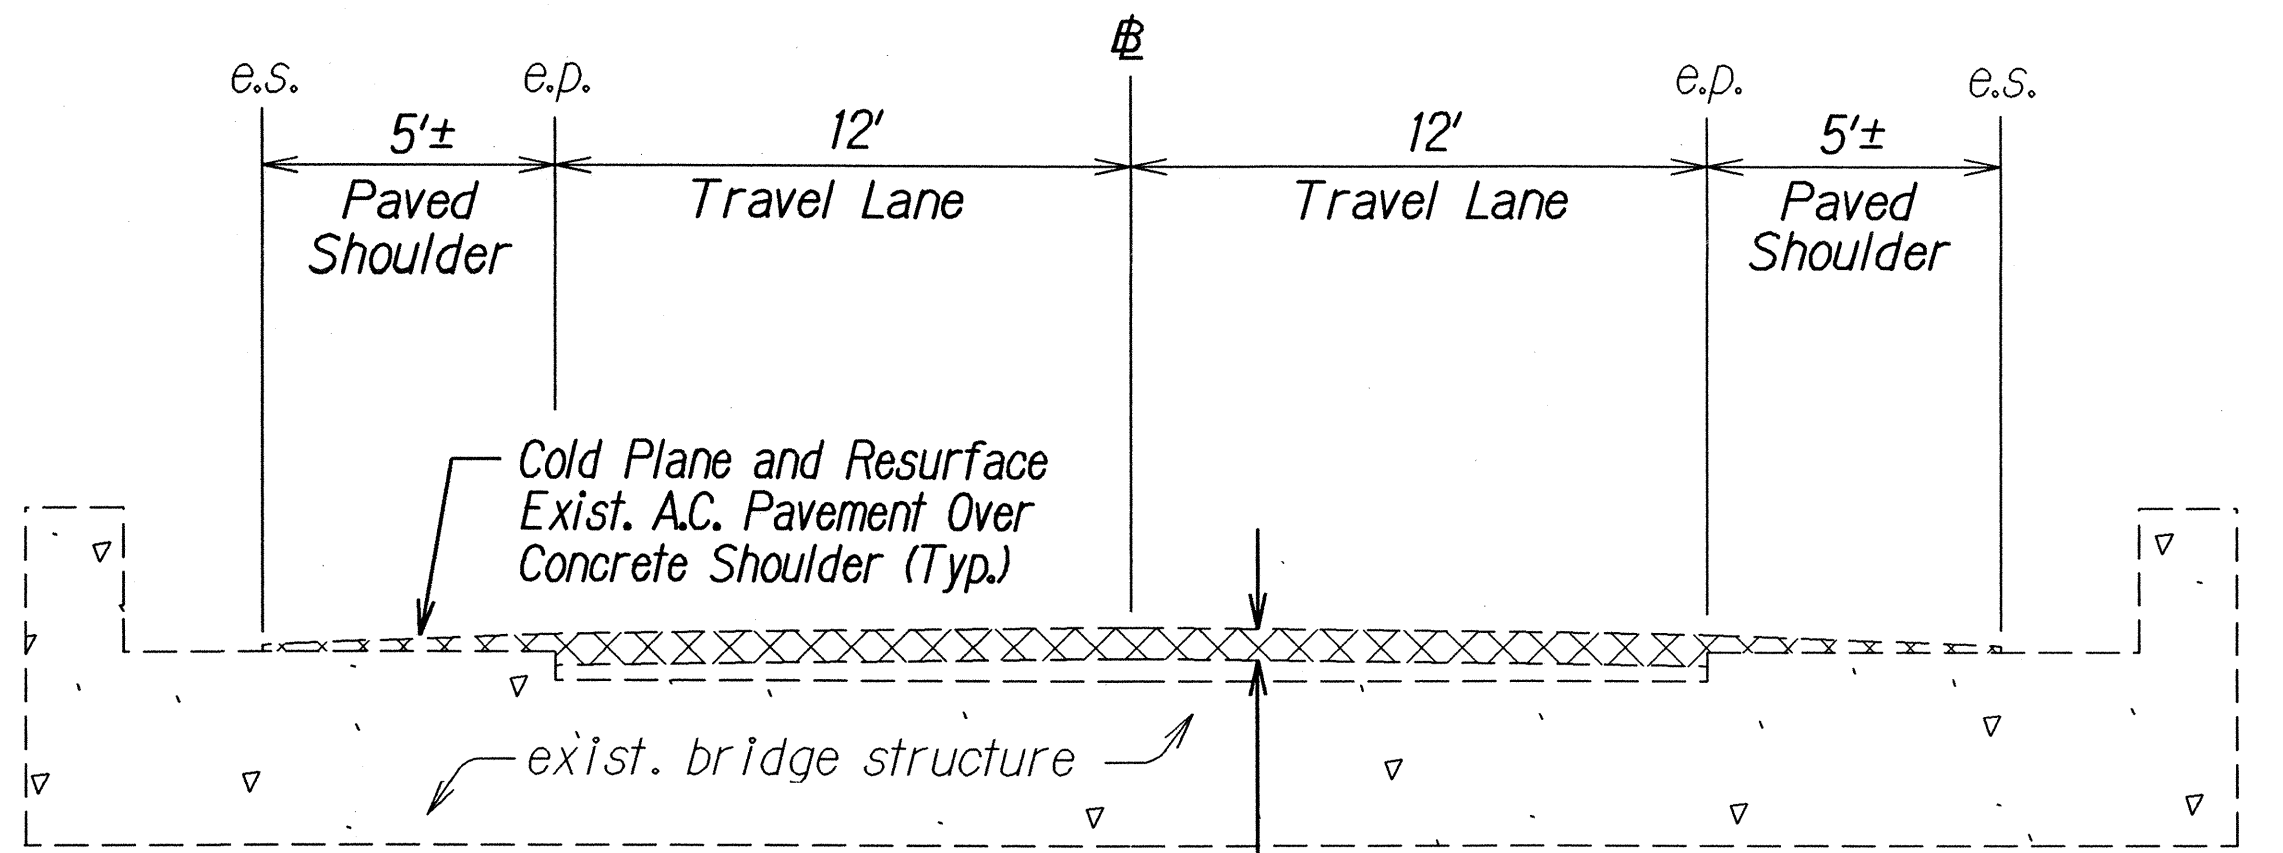 ℄B
e.s.
e.p.
e.p.
e.s.
5'±
12'
12'
5'±
Paved
Shoulder
Travel Lane
Travel Lane
Paved
Shoulder
Cold Plane and Resurface
Exist. A.C. Pavement Over
Concrete Shoulder (Typ.)
exist. bridge structure